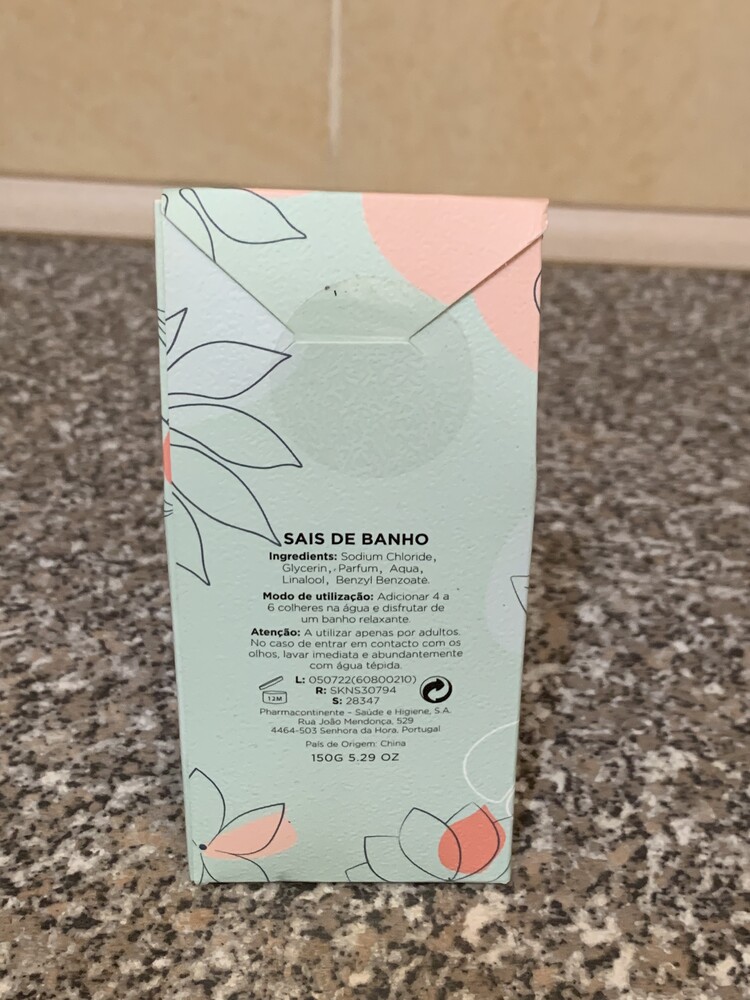 SAIS DE BANHO
Ingredients: Sodium Chloride,
Glycerin, Parfum, Aqua,
Linalool, Benzyl Benzoate.
Modo de utilização: Adicionar 4 a
6 colheres na água e disfrutar de
um banho relaxante.
Atenção: A utilizar apenas por adultos.
No caso de entrar em contacto com os
olhos, lavar imediata e abundantemente
com água tépida.
L: 050722(60800210)
R: SKNS30794
12M
S: 28347
Pharmacontinente – Saúde e Higiene, S.A.
Rua João Mendonça, 529
4464-503 Senhora da Hora. Portugal
País de Origem: China
150G 5.29 OZ